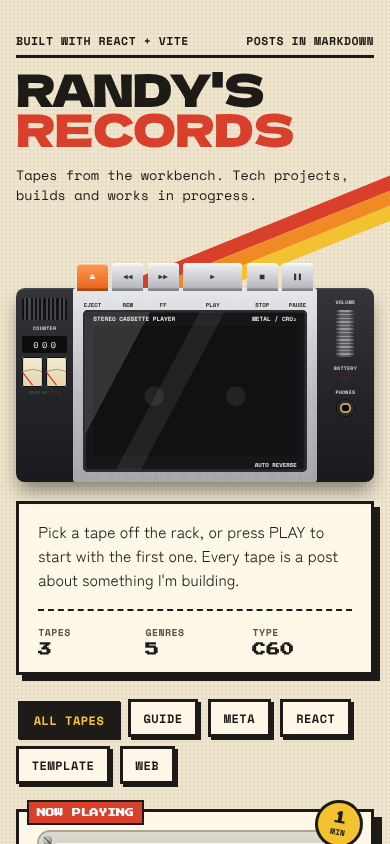 BUILT WITH REACT + VITE POSTS IN MARKDOWN
RANDY'S
RECORDS
Tapes from the workbench. Tech projects,
builds and works in progress.
EJECT REW FF PLAY STOP PAUSE
VOLUME
COUNTER
STEREO CASSETTE PLAYER METAL / CRO₂
000
BATTERY
PHONES
AUTO REVERSE
Pick a tape off the rack, or press PLAY to
start with the first one. Every tape is a post
about something I'm building.
TAPES GENRES TYPE
3 5 C60
ALL TAPES GUIDE META REACT
TEMPLATE WEB
NOW PLAYING
1
MIN